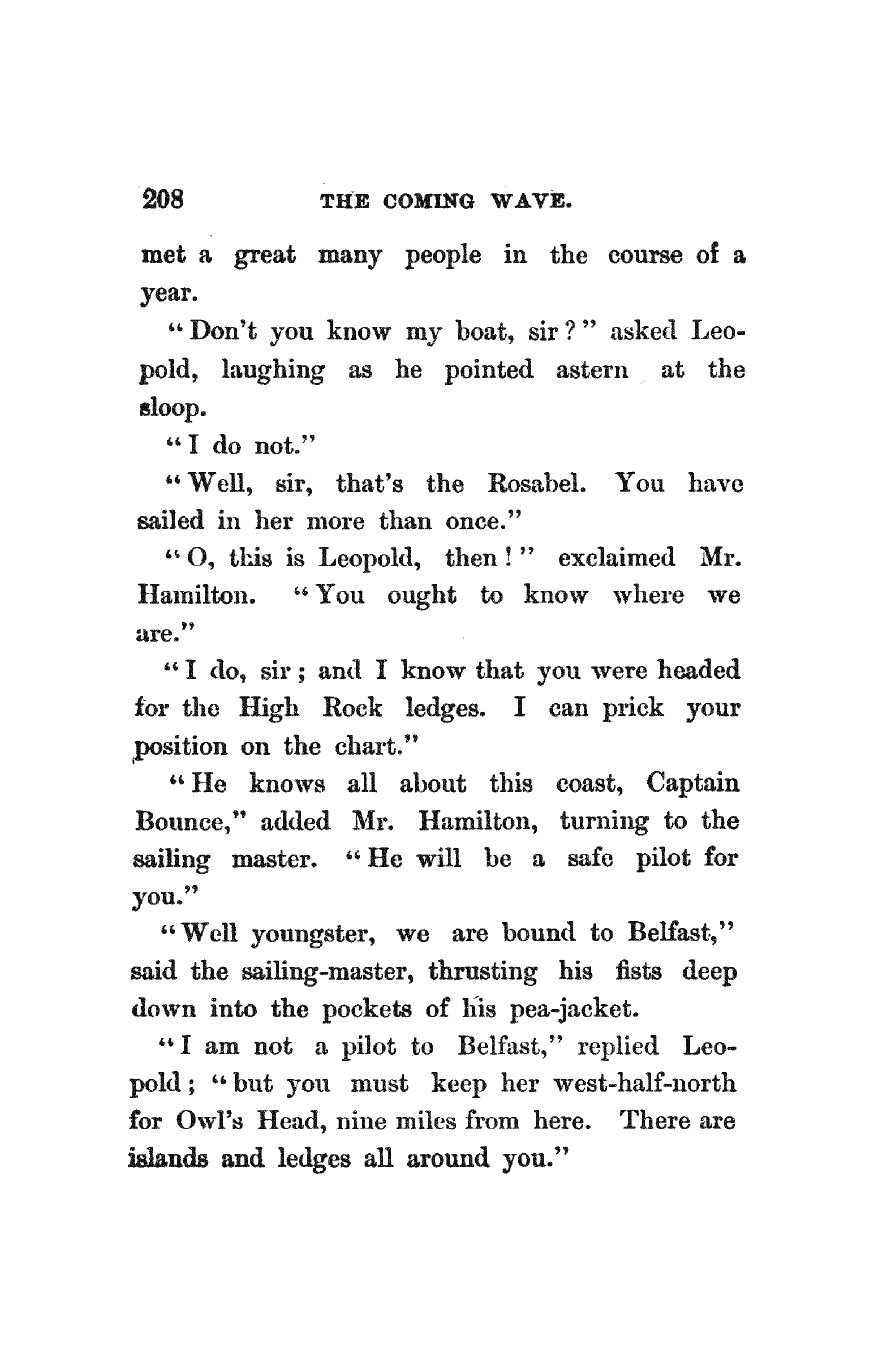 208 THE COMING WAVE.
met a great many people in the course of a
year.
“Don’t you know my boat, sir?” asked Leo-
pold, laughing as he pointed astern at the
sloop.
“I do not.”
“Well, sir, that’s the Rosabel. You have
sailed in her more than once.”
“O, this is Leopold, then!” exclaimed Mr.
Hamilton. “You ought to know where we
are.”
“I do, sir; and I know that you were headed
for the High Rock ledges. I can prick your
position on the chart.”
“He knows all about this coast, Captain
Bounce,” added Mr. Hamilton, turning to the
sailing master. “He will be a safe pilot for
you.”
“Well youngster, we are bound to Belfast,”
said the sailing-master, thrusting his fists deep
down into the pockets of his pea-jacket.
“I am not a pilot to Belfast,” replied Leo-
pold; “but you must keep her west-half-north
for Owl’s Head, nine miles from here. There are
islands and ledges all around you.”